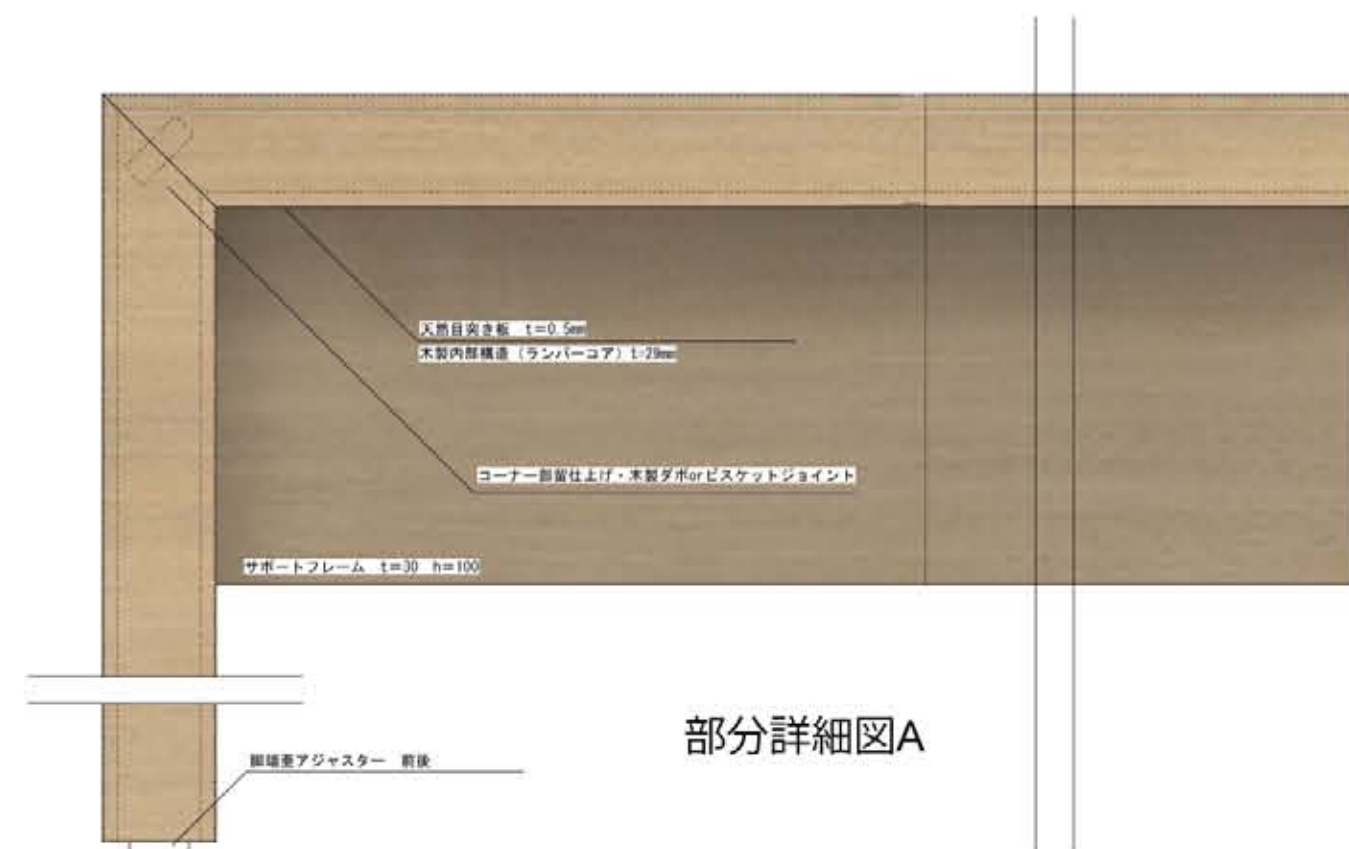 天然目突き板 t=0.5mm
木製内部構造（ランバーコア）t=29mm
コーナー部留仕上げ・木製ダボorビスケットジョイント
サポートフレーム t=30 h=100
部分詳細図A
脚端垂アジャスター 前後